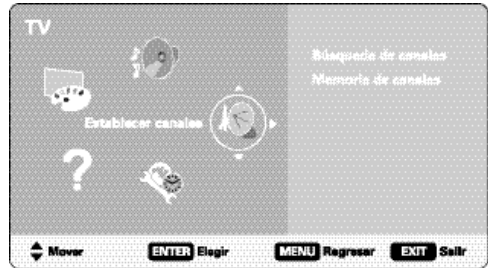 TV
Búsqueda de canales
Memoria de canales
Establecer canales
?
Mover ENTER Elegir MENU Regresar EXIT Salir